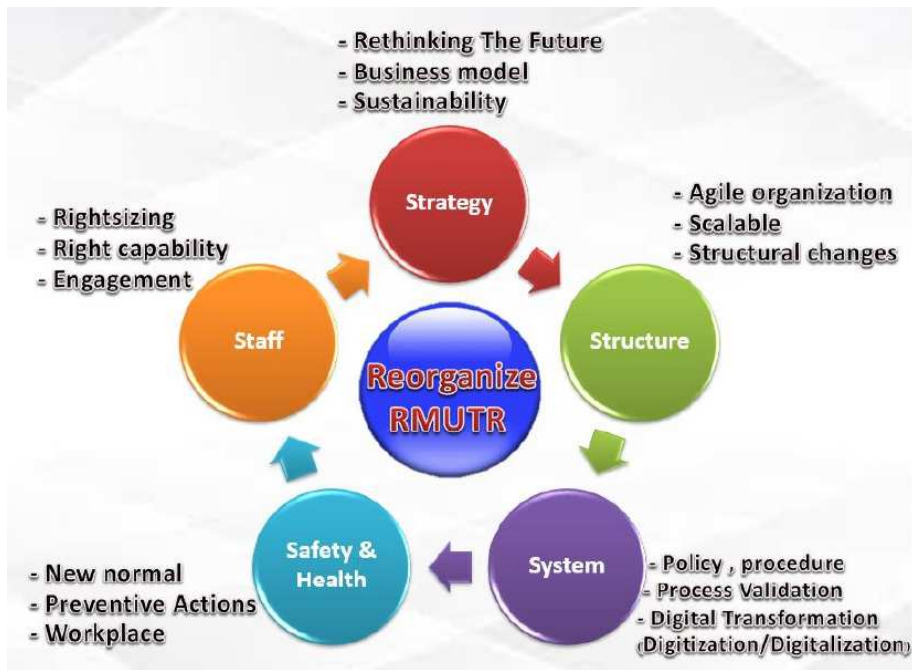 - Rethinking The Future
- Business model
- Sustainability
Strategy
- Agile organization
- Scalable
- Structural changes
Structure
- Policy , procedure
- Process Validation
- Digital Transformation
(Digitization/Digitalization)
System
- New normal
- Preventive Actions
- Workplace
Safety &
Health
- Rightsizing
- Right capability
- Engagement
Staff
Reorganize
RMUTR